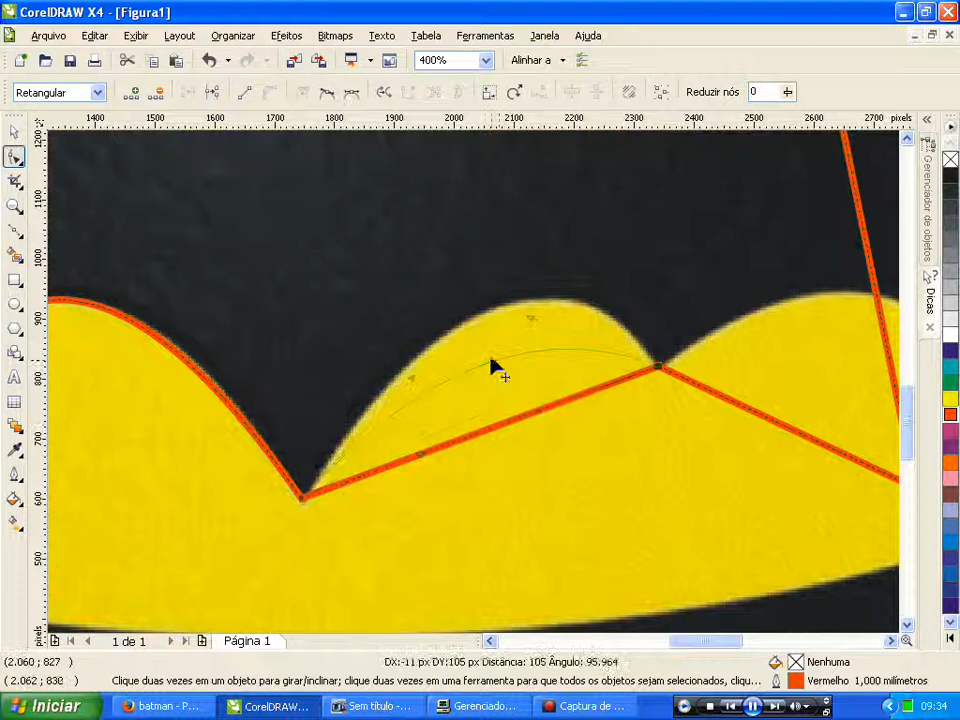 CorelDRAW X4 - [Figura1]
Arquivo Editar Exibir Layout Organizar Efeitos Bitmaps Texto Tabela Ferramentas Janela Ajuda
400% Alinhar a
Retangular Reduzir nós 0
1400 1500 1600 1700 1800 1900 2000 2100 2200 2300 2400 2500 2600 2700 pixels
1200
1100
1000
900
800
700
600
500
pixels
Gerenciador de objetos
Dicas
1 de 1 Página 1
(2.060 ; 827 DX:-11 px DY:105 px Distância: 105 Ângulo: 95.964 Nenhuma
(2.062 ; 830 Clique duas vezes em um objeto para girar/inclinar; clique duas vezes em uma ferramenta para que todos os objetos sejam selecionados, cliqu... Vermelho 1,000 milímetros
Iniciar batman - P... CorelDRAW... Sem título -... Gerenciado... Captura de ... 09:34